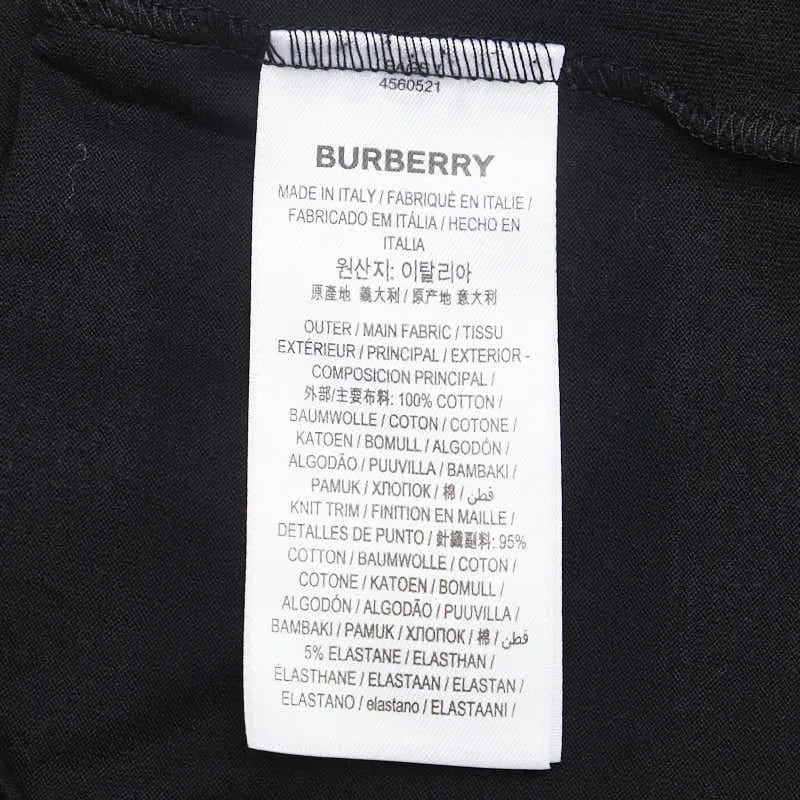 4560521
BURBERRY
MADE IN ITALY / FABRIQUÉ EN ITALIE /
FABRICADO EM ITÁLIA / HECHO EN
ITALIA
원산지: 이탈리아
原產地 義大利 / 原产地 意大利
OUTER / MAIN FABRIC / TISSU
EXTÉRIEUR / PRINCIPAL / EXTERIOR -
COMPOSICION PRINCIPAL /
外部/主要布料: 100% COTTON /
BAUMWOLLE / COTON / COTONE /
KATOEN / BOMULL / ALGODÓN /
ALGODÃO / PUUVILLA / BAMBAKI /
PAMUK / ХЛОПОК / 棉 / قطن /
KNIT TRIM / FINITION EN MAILLE /
DETALLES DE PUNTO / 針織副料: 95%
COTTON / BAUMWOLLE / COTON /
COTONE / KATOEN / BOMULL /
ALGODÓN / ALGODÃO / PUUVILLA /
BAMBAKI / PAMUK / ХЛОПОК / 棉 / قطن
5% ELASTANE / ELASTHAN /
ÉLASTHANE / ELASTAAN / ELASTAN /
ELASTANO / elastano / ELASTAANI /